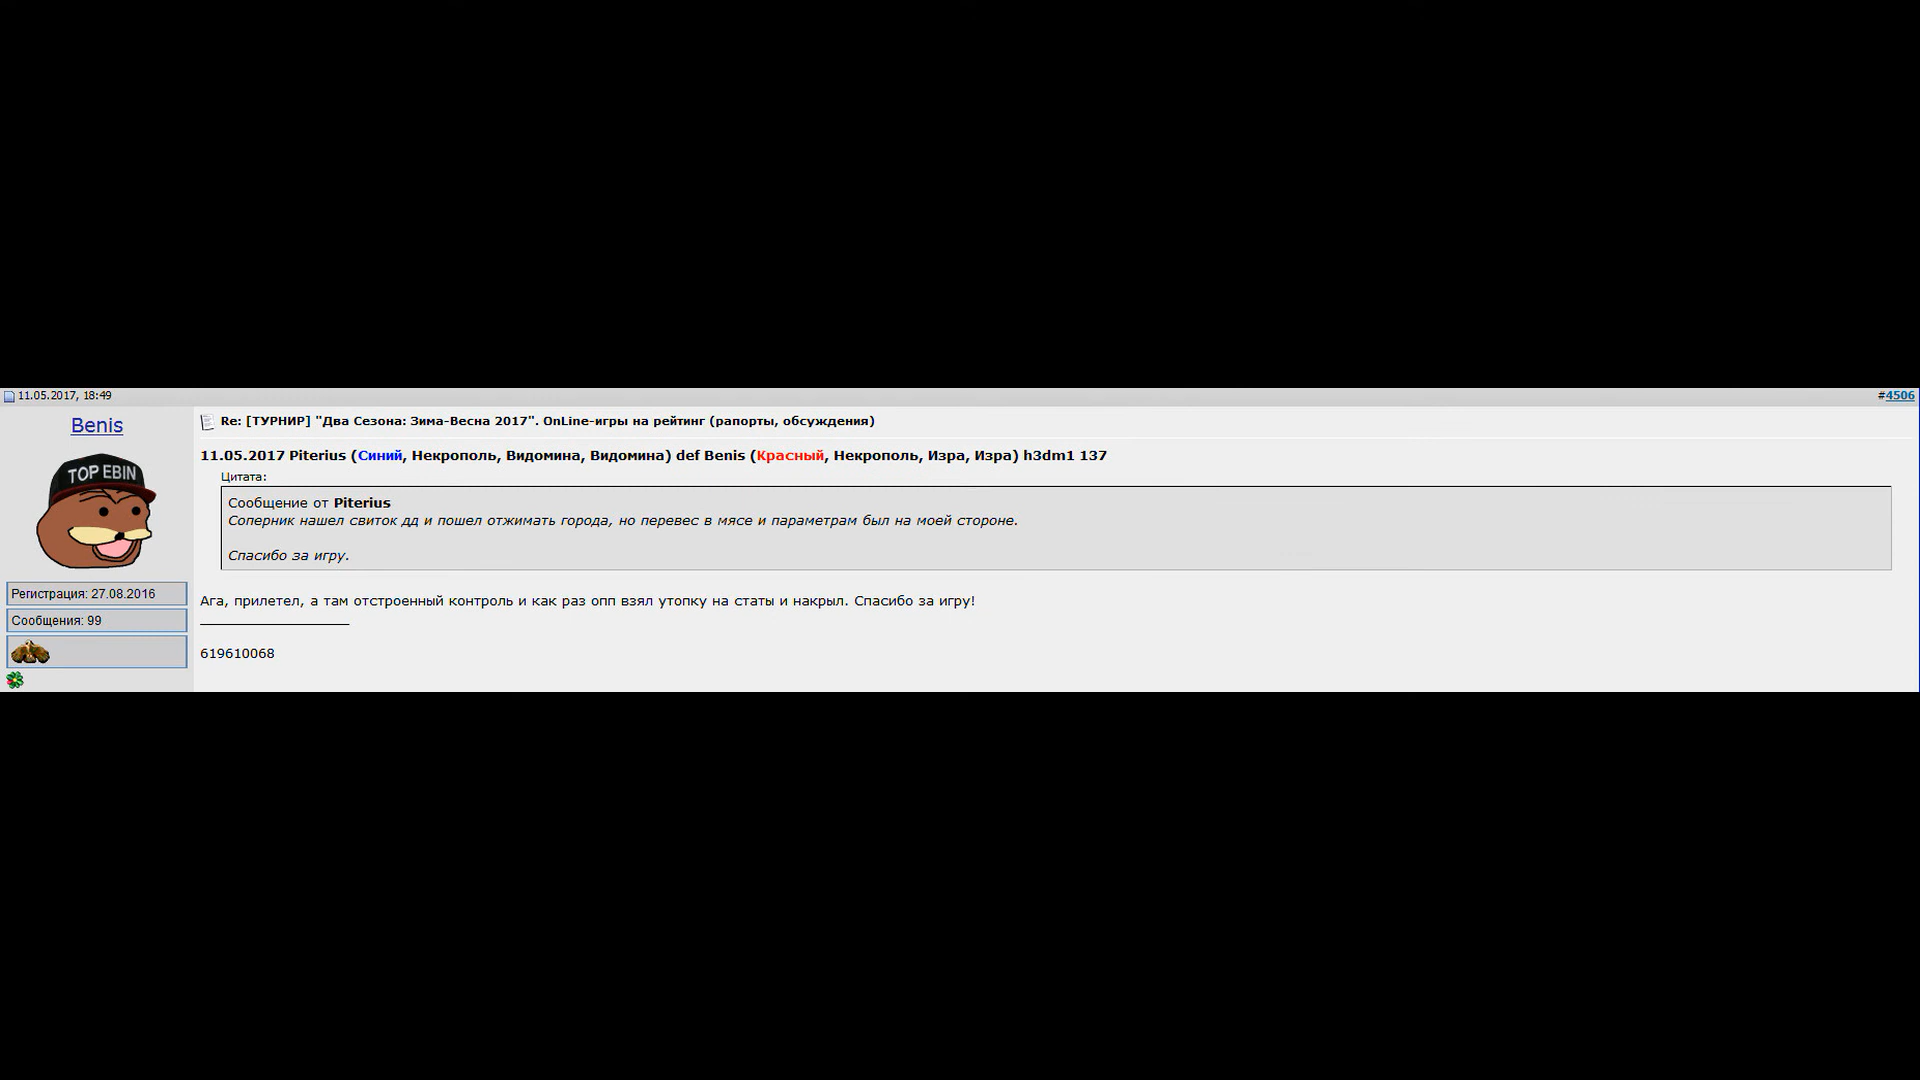 11.05.2017, 18:49
#4506
Benis
TOP EBIN
Регистрация: 27.08.2016
Сообщения: 99
Re: [ТУРНИР] "Два Сезона: Зима-Весна 2017". OnLine-игры на рейтинг (рапорты, обсуждения)
11.05.2017 Piterius (Синий, Некрополь, Видомина, Видомина) def Benis (Красный, Некрополь, Изра, Изра) h3dm1 137
Цитата:
Сообщение от Piterius
Соперник нашел свиток дд и пошел отжимать города, но перевес в мясе и параметрам был на моей стороне.
Спасибо за игру.
Ага, прилетел, а там отстроенный контроль и как раз опп взял утопку на статы и накрыл. Спасибо за игру!
619610068